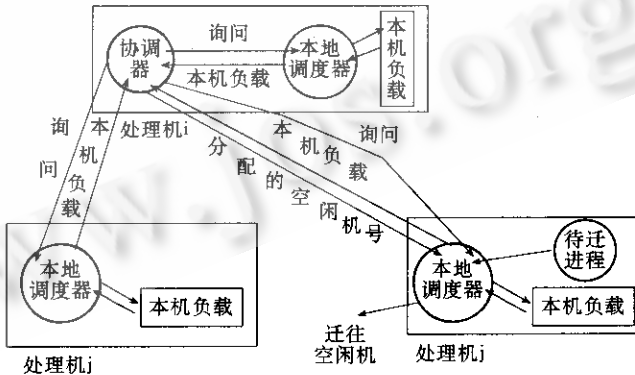 询问
协调器
本地调度器
本机负载
本机负载
处理机i
询问
本机负载
询问
本机负载
分配的空闲机号
本地调度器
本机负载
处理机j
待迁进程
本地调度器
本机负载
迁往空闲机
处理机j